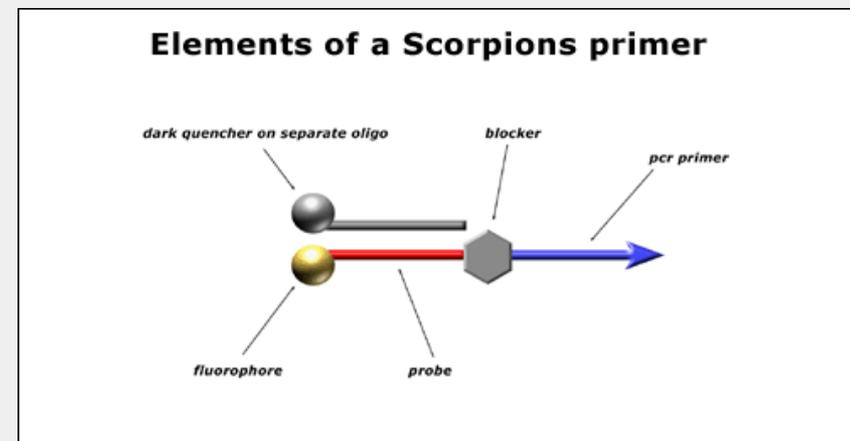 Elements of a Scorpions primer
dark quencher on separate oligo
blocker
pcr primer
fluorophore
probe